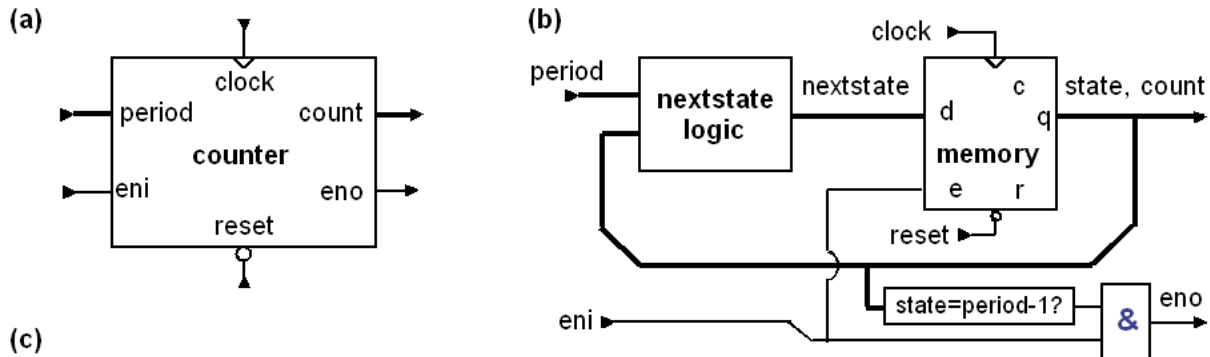 (a)
clock
period count
counter
eni eno
reset
(b)
clock
period
nextstate
logic
nextstate
c
d q
memory
e r
state, count
reset
state=period-1?
&
eno
eni
(c)